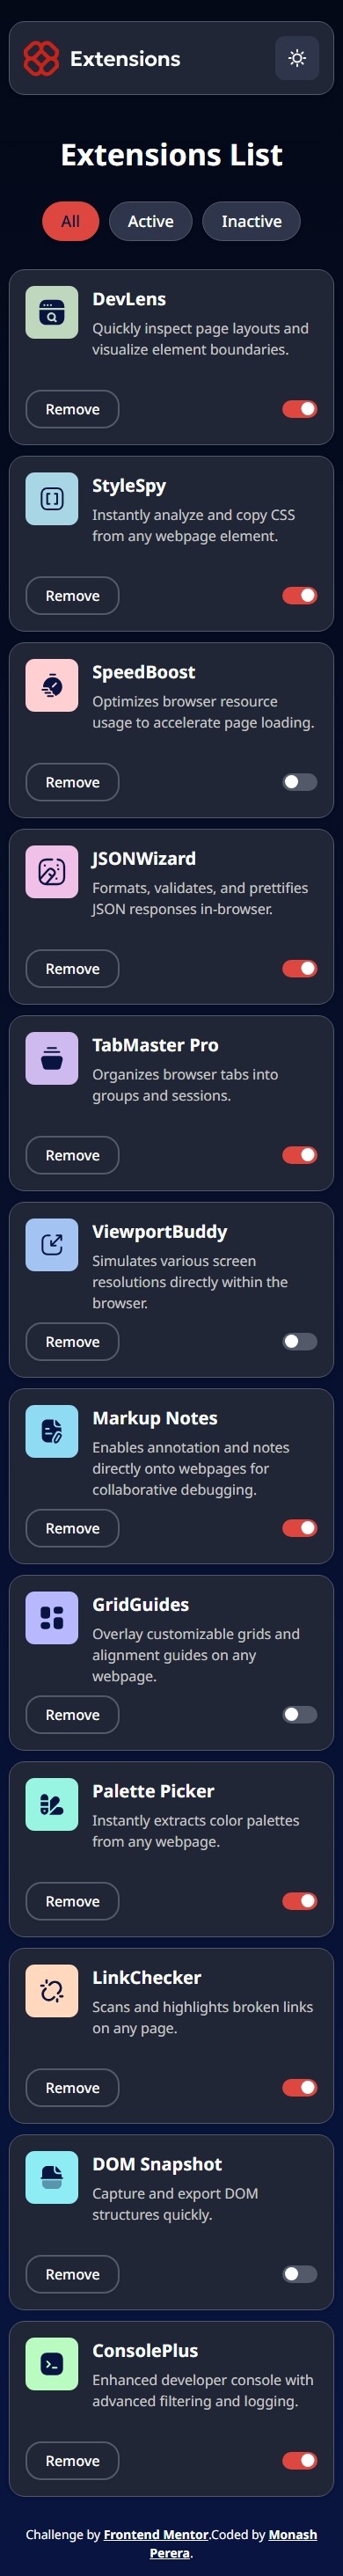 Extensions
Extensions List
All
Active
Inactive
DevLens
Quickly inspect page layouts and
visualize element boundaries.
Remove
StyleSpy
Instantly analyze and copy CSS
from any webpage element.
Remove
SpeedBoost
Optimizes browser resource
usage to accelerate page loading.
Remove
JSONWizard
Formats, validates, and prettifies
JSON responses in-browser.
Remove
TabMaster Pro
Organizes browser tabs into
groups and sessions.
Remove
ViewportBuddy
Simulates various screen
resolutions directly within the
browser.
Remove
Markup Notes
Enables annotation and notes
directly onto webpages for
collaborative debugging.
Remove
GridGuides
Overlay customizable grids and
alignment guides on any
webpage.
Remove
Palette Picker
Instantly extracts color palettes
from any webpage.
Remove
LinkChecker
Scans and highlights broken links
on any page.
Remove
DOM Snapshot
Capture and export DOM
structures quickly.
Remove
ConsolePlus
Enhanced developer console with
advanced filtering and logging.
Remove
Challenge by Frontend Mentor.Coded by Monash
Perera.